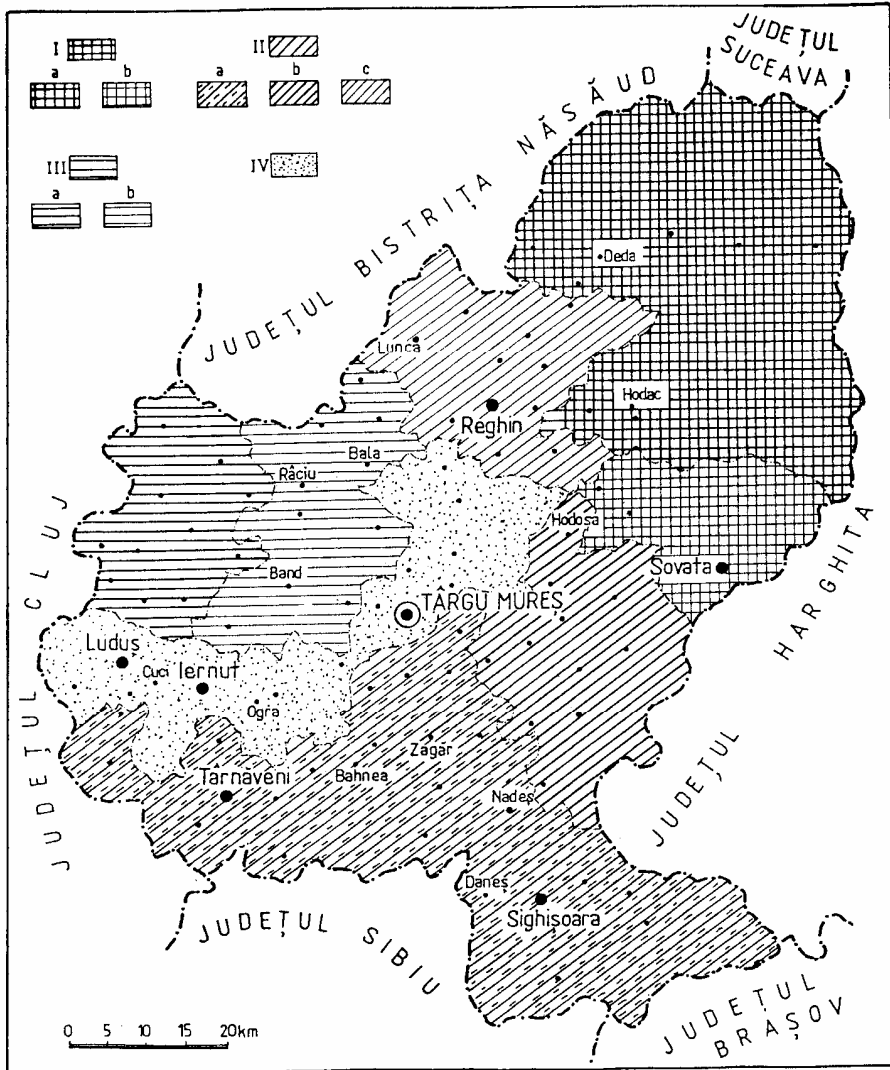 I
II
a
b
a
b
c
III
IV
a
b
JUDEȚUL
SUCEAVA
JUDEȚUL BISTRIȚA NĂSĂUD
Deda
Lunca
Hodac
Reghin
Bala
Râciu
Hodoșa
Band
Sovata
JUDEȚUL CLUJ
TÂRGU MUREȘ
JUDEȚUL HARGHITA
Luduș
Cuci
Iernut
Ogra
Zagăr
Bahnea
Tarnăveni
Nadeș
Daneș
Sighișoara
JUDEȚUL SIBIU
JUDEȚUL
BRAȘOV
0 5 10 15 20km